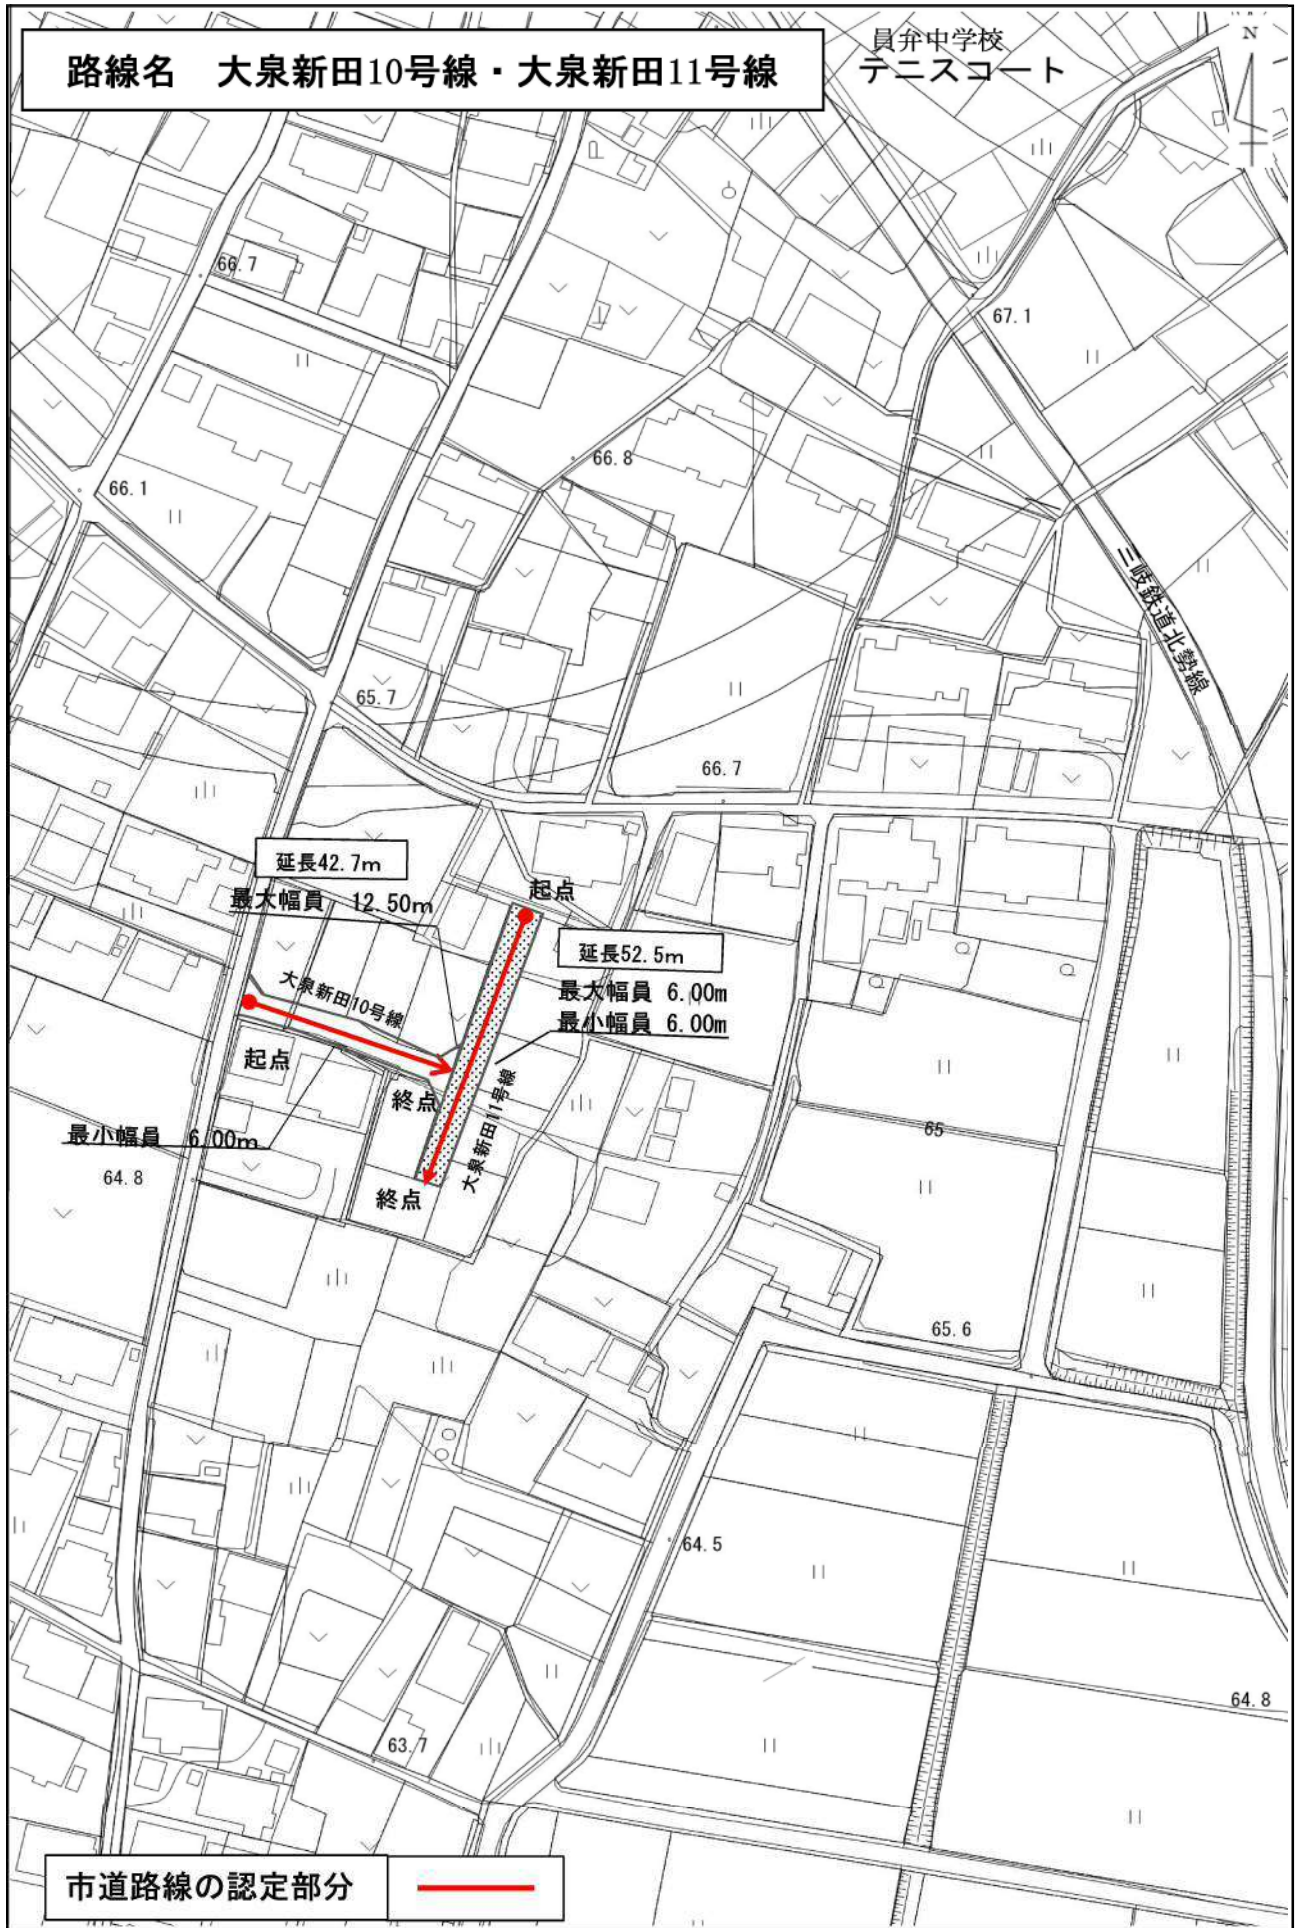 路線名　大泉新田10号線・大泉新田11号線
員弁中学校
テニスコート
N
P
66.7
67.1
66.8
66.1
三岐鉄道北勢線
65.7
66.7
延長42.7m
最大幅員　12.50m
起点
延長52.5m
最大幅員 6.00m
最小幅員 6.00m
大泉新田10号線
起点
終点
大泉新田11号線
最小幅員　6.00m
64.8
終点
65
65.6
64.5
64.8
63.7
市道路線の認定部分